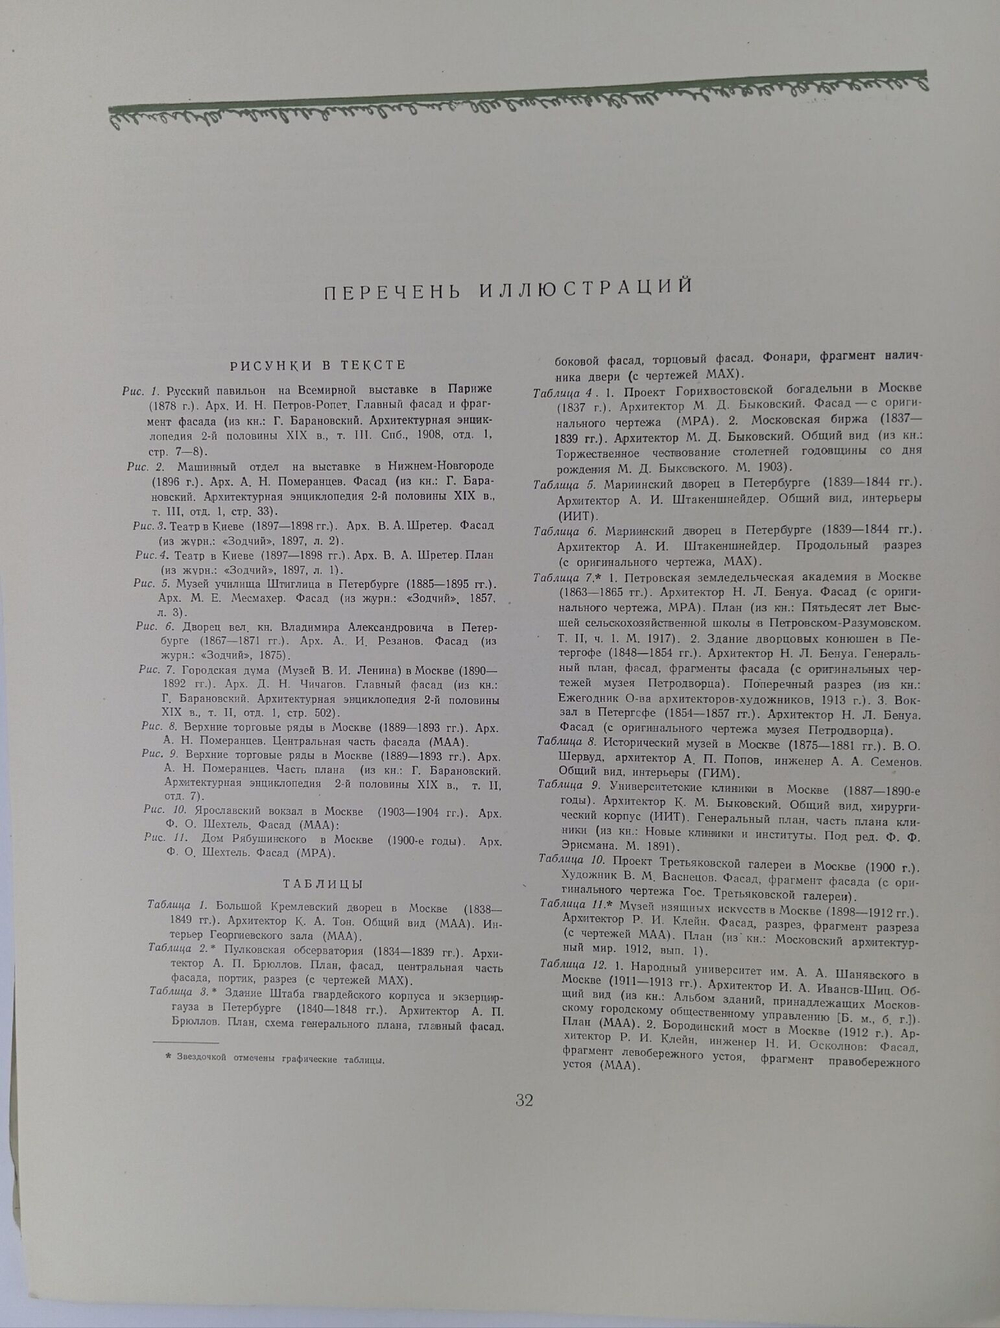 ПЕРЕЧЕНЬ ИЛЛЮСТРАЦИЙ
РИСУНКИ В ТЕКСТЕ
Рис. 1. Русский павильон на Всемирной выставке в Париже
(1878 г.). Арх. И. Н. Петров-Ропет. Главный фасад и фраг-
мент фасада (из кн.: Г. Барановский. Архитектурная энцик-
лопедия 2-й половины XIX в., т. III. Спб., 1908, отд. 1,
стр. 7—8).
Рис. 2. Машинный отдел на выставке в Нижнем-Новгороде
(1896 г.). Арх. А. Н. Померанцев. Фасад (из кн.: Г. Бара-
новский. Архитектурная энциклопедия 2-й половины XIX в.,
т. III, отд. 1, стр. 33).
Рис. 3. Театр в Киеве (1897—1898 гг.). Арх. В. А. Шретер. Фасад
(из журн.: «Зодчий», 1897, л. 2).
Рис. 4. Театр в Киеве (1897—1898 гг.). Арх. В. А. Шретер. План
(из журн.: «Зодчий», 1897, л. 1).
Рис. 5. Музей училища Штиглица в Петербурге (1885—1895 гг.).
Арх. М. Е. Месмахер. Фасад (из журн.: «Зодчий», 1857,
л. 3).
Рис. 6. Дворец вел. кн. Владимира Александровича в Петер-
бурге (1867—1871 гг.). Арх. А. И. Резанов. Фасад (из
журн.: «Зодчий», 1875).
Рис. 7. Городская дума (Музей В. И. Ленина) в Москве (1890—
1892 гг.). Арх. Д. Н. Чичагов. Главный фасад (из кн.:
Г. Барановский. Архитектурная энциклопедия 2-й половины
XIX в., т. II, отд. 1, стр. 502).
Рис. 8. Верхние торговые ряды в Москве (1889—1893 гг.). Арх.
А. Н. Померанцев. Центральная часть фасада (МАА).
Рис. 9. Верхние торговые ряды в Москве (1889—1893 гг.). Арх.
А. Н. Померанцев. Часть плана (из кн.: Г. Барановский.
Архитектурная энциклопедия 2-й половины XIX в., т. II,
отд. 7).
Рис. 10. Ярославский вокзал в Москве (1903—1904 гг.). Арх.
Ф. О. Шехтель. Фасад (МАА):
Рис. 11. Дом Рябушинского в Москве (1900-е годы). Арх.
Ф. О. Шехтель. Фасад (МРА).
ТАБЛИЦЫ
Таблица 1. Большой Кремлевский дворец в Москве (1838—
1849 гг.). Архитектор К. А. Тон. Общий вид (МАА). Ин-
терьер Георгиевского зала (МАА).
Таблица 2.* Пулковская обсерватория (1834—1839 гг.). Архи-
тектор А. П. Брюллов. План, фасад, центральная часть
фасада, портик, разрез (с чертежей МАХ).
Таблица 3.* Здание Штаба гвардейского корпуса и экзерцир-
гауза в Петербурге (1840—1848 гг.). Архитектор А. П.
Брюллов. План, схема генерального плана, главный фасад,
* Звездочкой отмечены графические таблицы.
боковой фасад, торцовый фасад. Фонари, фрагмент налич-
ника двери (с чертежей МАХ).
Таблица 4. 1. Проект Горихвостовской богадельни в Москве
(1837 г.). Архитектор М. Д. Быковский. Фасад — с ориги-
нального чертежа (МРА). 2. Московская биржа (1837—
1839 гг.). Архитектор М. Д. Быковский. Общий вид (из кн.:
Торжественное чествование столетней годовщины со дня
рождения М. Д. Быковского. М. 1903).
Таблица 5. Мариинский дворец в Петербурге (1839—1844 гг.).
Архитектор А. И. Штакеншнейдер. Общий вид, интерьеры
(ИИТ).
Таблица 6. Мариинский дворец в Петербурге (1839—1844 гг.).
Архитектор А. И. Штакеншнейдер. Продольный разрез
(с оригинального чертежа, МАХ).
Таблица 7.* 1. Петровская земледельческая академия в Москве
(1863—1865 гг.). Архитектор Н. Л. Бенуа. Фасад (с ориги-
нального чертежа, МРА). План (из кн.: Пятьдесят лет Выс-
шей сельскохозяйственной школы в Петровском-Разумовском.
Т. II, ч. 1. М. 1917). 2. Здание дворцовых конюшен в Пе-
тергофе (1848—1854 гг.). Архитектор Н. Л. Бенуа. Генераль-
ный план, фасад, фрагменты фасада (с оригинальных чер-
тежей музея Петродворца). Поперечный разрез (из кн.:
Ежегодник О-ва архитекторов-художников, 1913 г.). 3. Вок-
зал в Петергофе (1854—1857 гг.). Архитектор Н. Л. Бенуа.
Фасад (с оригинального чертежа музея Петродворца).
Таблица 8. Исторический музей в Москве (1875—1881 гг.). В. О.
Шервуд, архитектор А. П. Попов, инженер А. А. Семенов.
Общий вид, интерьеры (ГИМ).
Таблица 9. Университетские клиники в Москве (1887—1890-е
годы). Архитектор К. М. Быковский. Общий вид, хирурги-
ческий корпус (ИИТ). Генеральный план, часть плана кли-
ники (из кн.: Новые клиники и институты. Под ред. Ф. Ф.
Эрисмана. М. 1891).
Таблица 10. Проект Третьяковской галереи в Москве (1900 г.).
Художник В. М. Васнецов. Фасад, фрагмент фасада (с ори-
гинального чертежа Гос. Третьяковской галереи).
Таблица 11.* Музей изящных искусств в Москве (1898—1912 гг.).
Архитектор Р. И. Клейн. Фасад, разрез, фрагмент разреза
(с чертежей МАА). План (из кн.: Московский архитектур-
ный мир. 1912, вып. 1).
Таблица 12. 1. Народный университет им. А. А. Шанявского в
Москве (1911—1913 гг.). Архитектор И. А. Иванов-Шиц. Об-
щий вид (из кн.: Альбом зданий, принадлежащих Москов-
скому городскому общественному управлению [Б. м., б. г.]).
План (МАА). 2. Бородинский мост в Москве (1912 г.). Ар-
хитектор Р. И. Клейн, инженер Н. И. Осколков: Фасад,
фрагмент левобережного устоя, фрагмент правобережного
устоя (МАА).
32